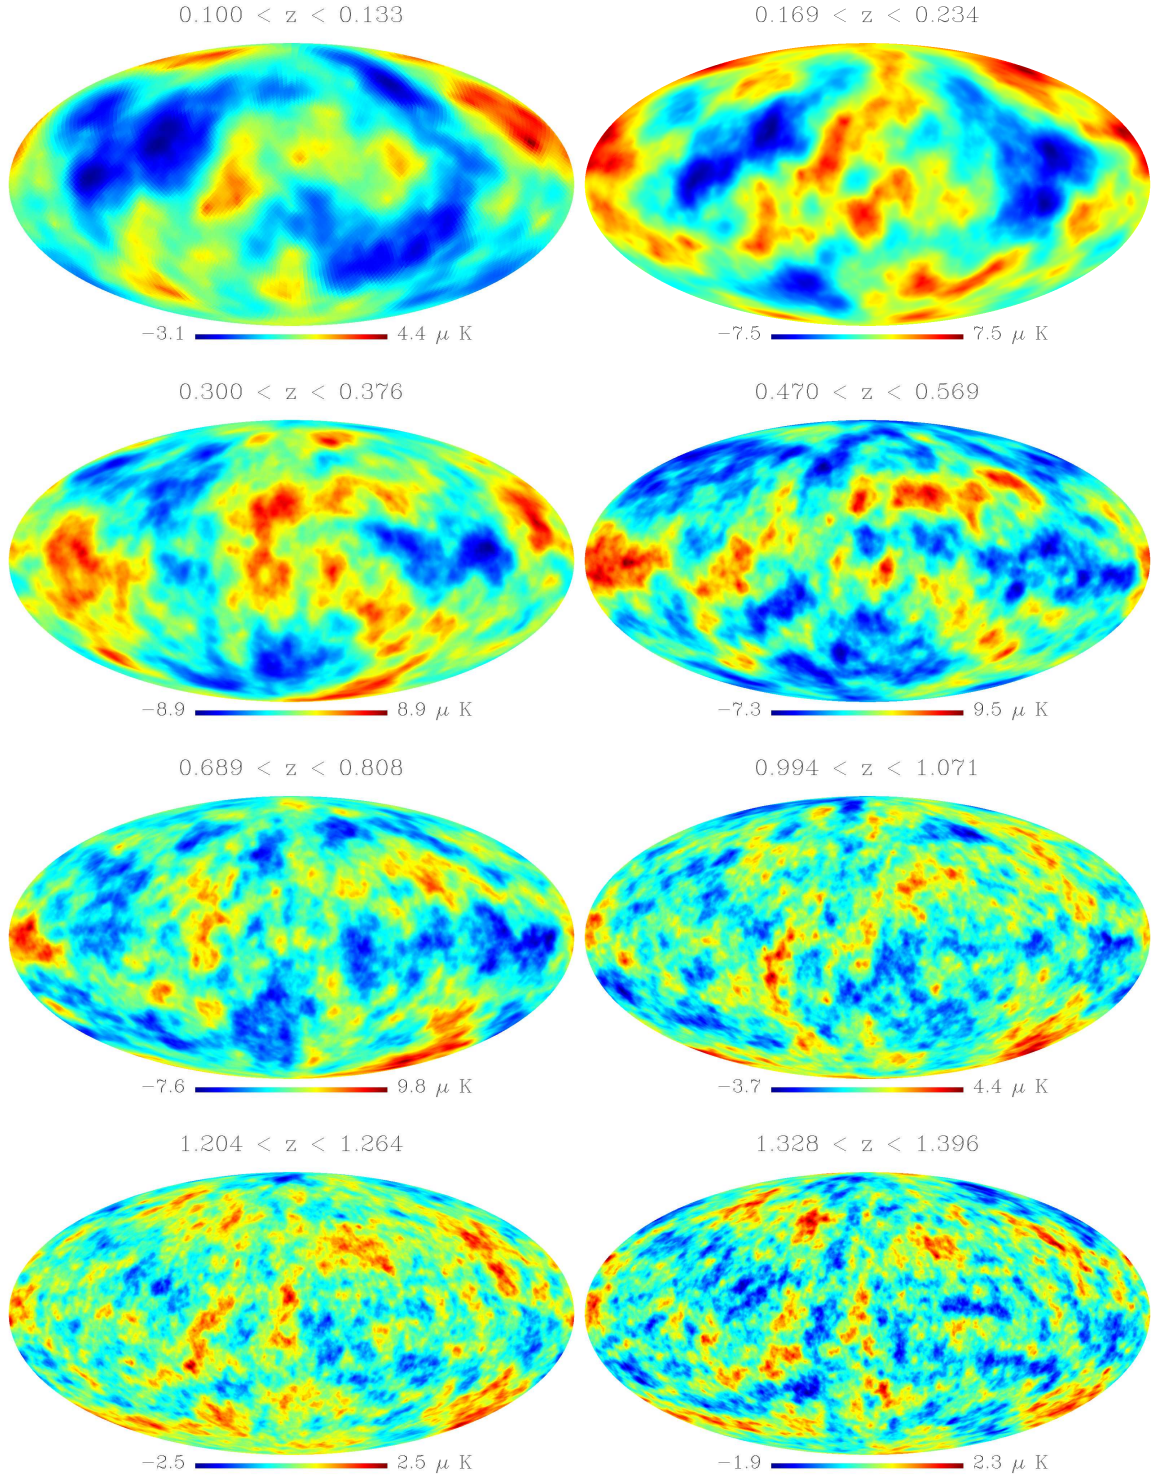 0.100 < z < 0.133
0.169 < z < 0.234
−3.1 4.4 μ K
−7.5 7.5 μ K
0.300 < z < 0.376
0.470 < z < 0.569
−8.9 8.9 μ K
−7.3 9.5 μ K
0.689 < z < 0.808
0.994 < z < 1.071
−7.6 9.8 μ K
−3.7 4.4 μ K
1.204 < z < 1.264
1.328 < z < 1.396
−2.5 2.5 μ K
−1.9 2.3 μ K